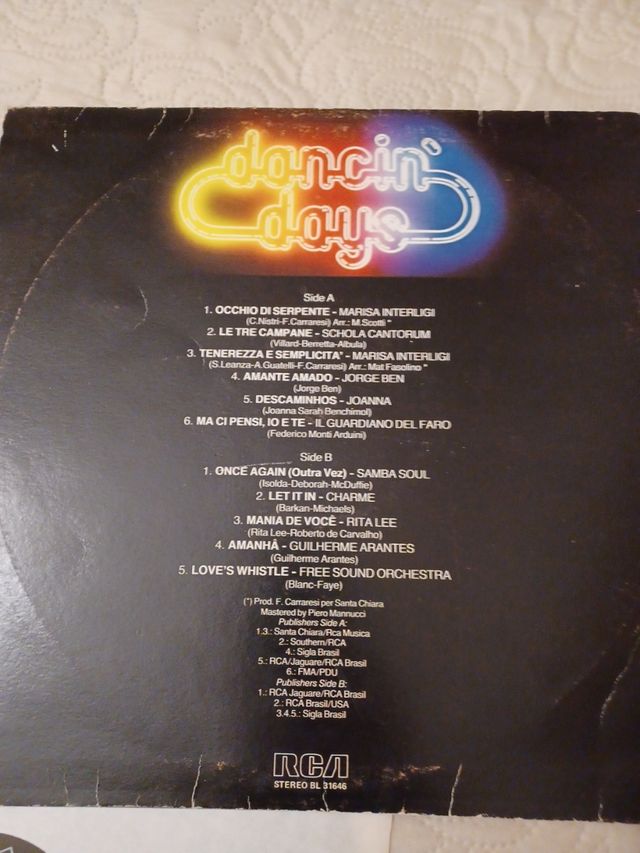 dancin'
days
Side A
1. OCCHIO DI SERPENTE - MARISA INTERLIGI
(C.Nistri-F.Carraresi) Arr.: M.Scotti *
2. LE TRE CAMPANE - SCHOLA CANTORUM
(Villard-Berretta-Albula)
3. TENEREZZA E SEMPLICITA' - MARISA INTERLIGI
(S.Leanza-A.Guatelli-F.Carraresi) Arr.: Mat Fasolino *
4. AMANTE AMADO - JORGE BEN
(Jorge Ben)
5. DESCAMINHOS - JOANNA
(Joanna Sarah Benchimol)
6. MA CI PENSI, IO E TE - IL GUARDIANO DEL FARO
(Federico Monti Arduini)
Side B
1. ONCE AGAIN (Outra Vez) - SAMBA SOUL
(Isolda-Deborah-McDuffie)
2. LET IT IN - CHARME
(Barkan-Michaels)
3. MANIA DE VOCÊ - RITA LEE
(Rita Lee-Roberto de Carvalho)
4. AMANHÃ - GUILHERME ARANTES
(Guilherme Arantes)
5. LOVE'S WHISTLE - FREE SOUND ORCHESTRA
(Blanc-Faye)
(*) Prod. F. Carraresi per Santa Chiara
Mastered by Piero Mannucci
Publishers Side A:
1.3.: Santa Chiara/Rca Musica
2.: Southern/RCA
4.: Sigla Brasil
5.: RCA/Jaguare/RCA Brasil
6.: FMA/PDU
Publishers Side B:
1.: RCA Jaguare/RCA Brasil
2.: RCA Brasil/USA
3.4.5.: Sigla Brasil
RCA
STEREO BL 31646